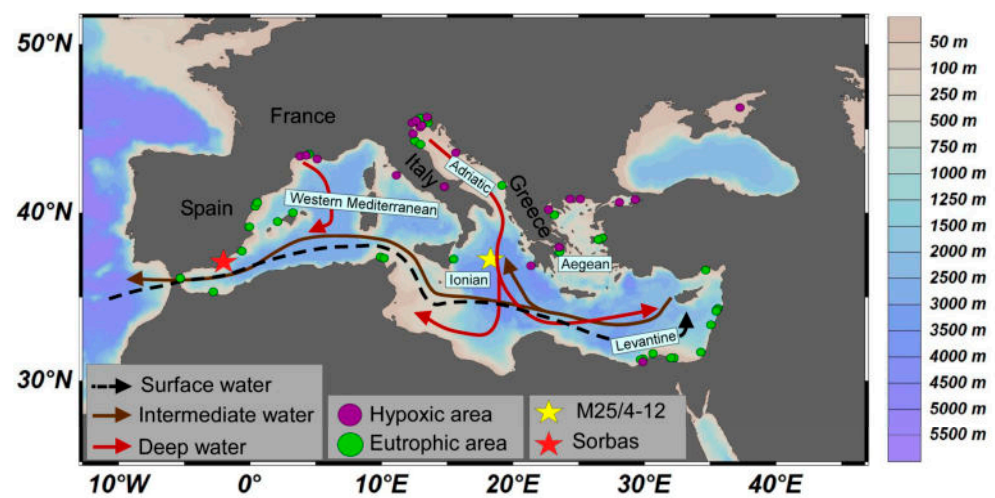 50°N
40°N
30°N
10°W
0°
10°E
20°E
30°E
40°E
France
Spain
Italy
Greece
Adriatic
Western Mediterranean
Ionian
Aegean
Levantine
Surface water
Intermediate water
Deep water
Hypoxic area
Eutrophic area
M25/4-12
Sorbas
50 m
100 m
250 m
500 m
750 m
1000 m
1250 m
1500 m
2000 m
2500 m
3000 m
3500 m
4000 m
4500 m
5000 m
5500 m